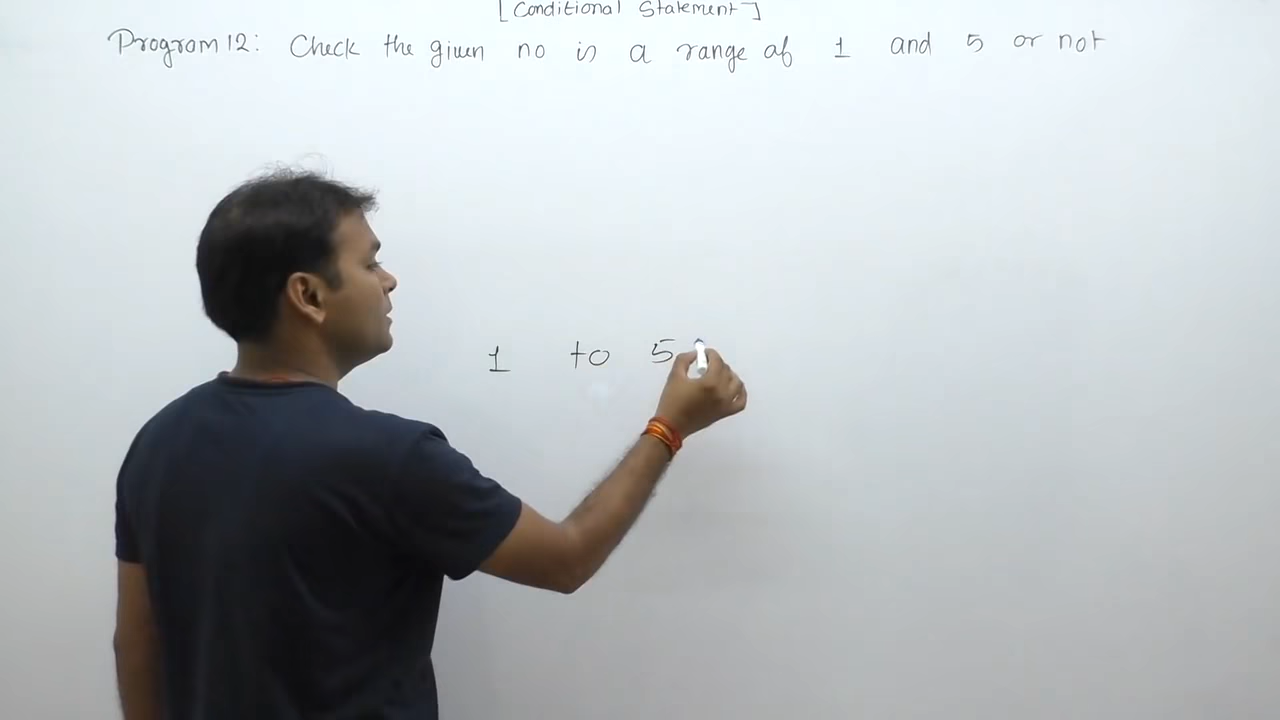 [Conditional Statement]
Program 12: Check the given no is a range of 1 and 5 or not
1 to 5